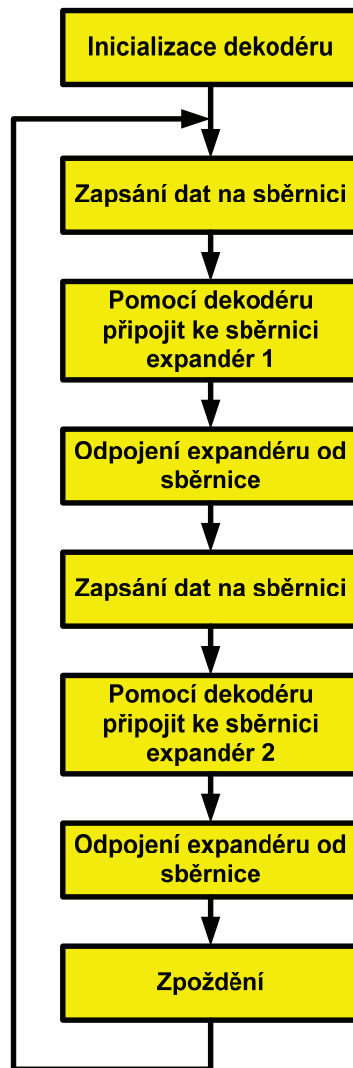 Inicializace dekodéru
Zapsání dat na sběrnici
Pomocí dekodéru
připojit ke sběrnici
expandér 1
Odpojení expandéru od
sběrnice
Zapsání dat na sběrnici
Pomocí dekodéru
připojit ke sběrnici
expandér 2
Odpojení expandéru od
sběrnice
Zpoždění